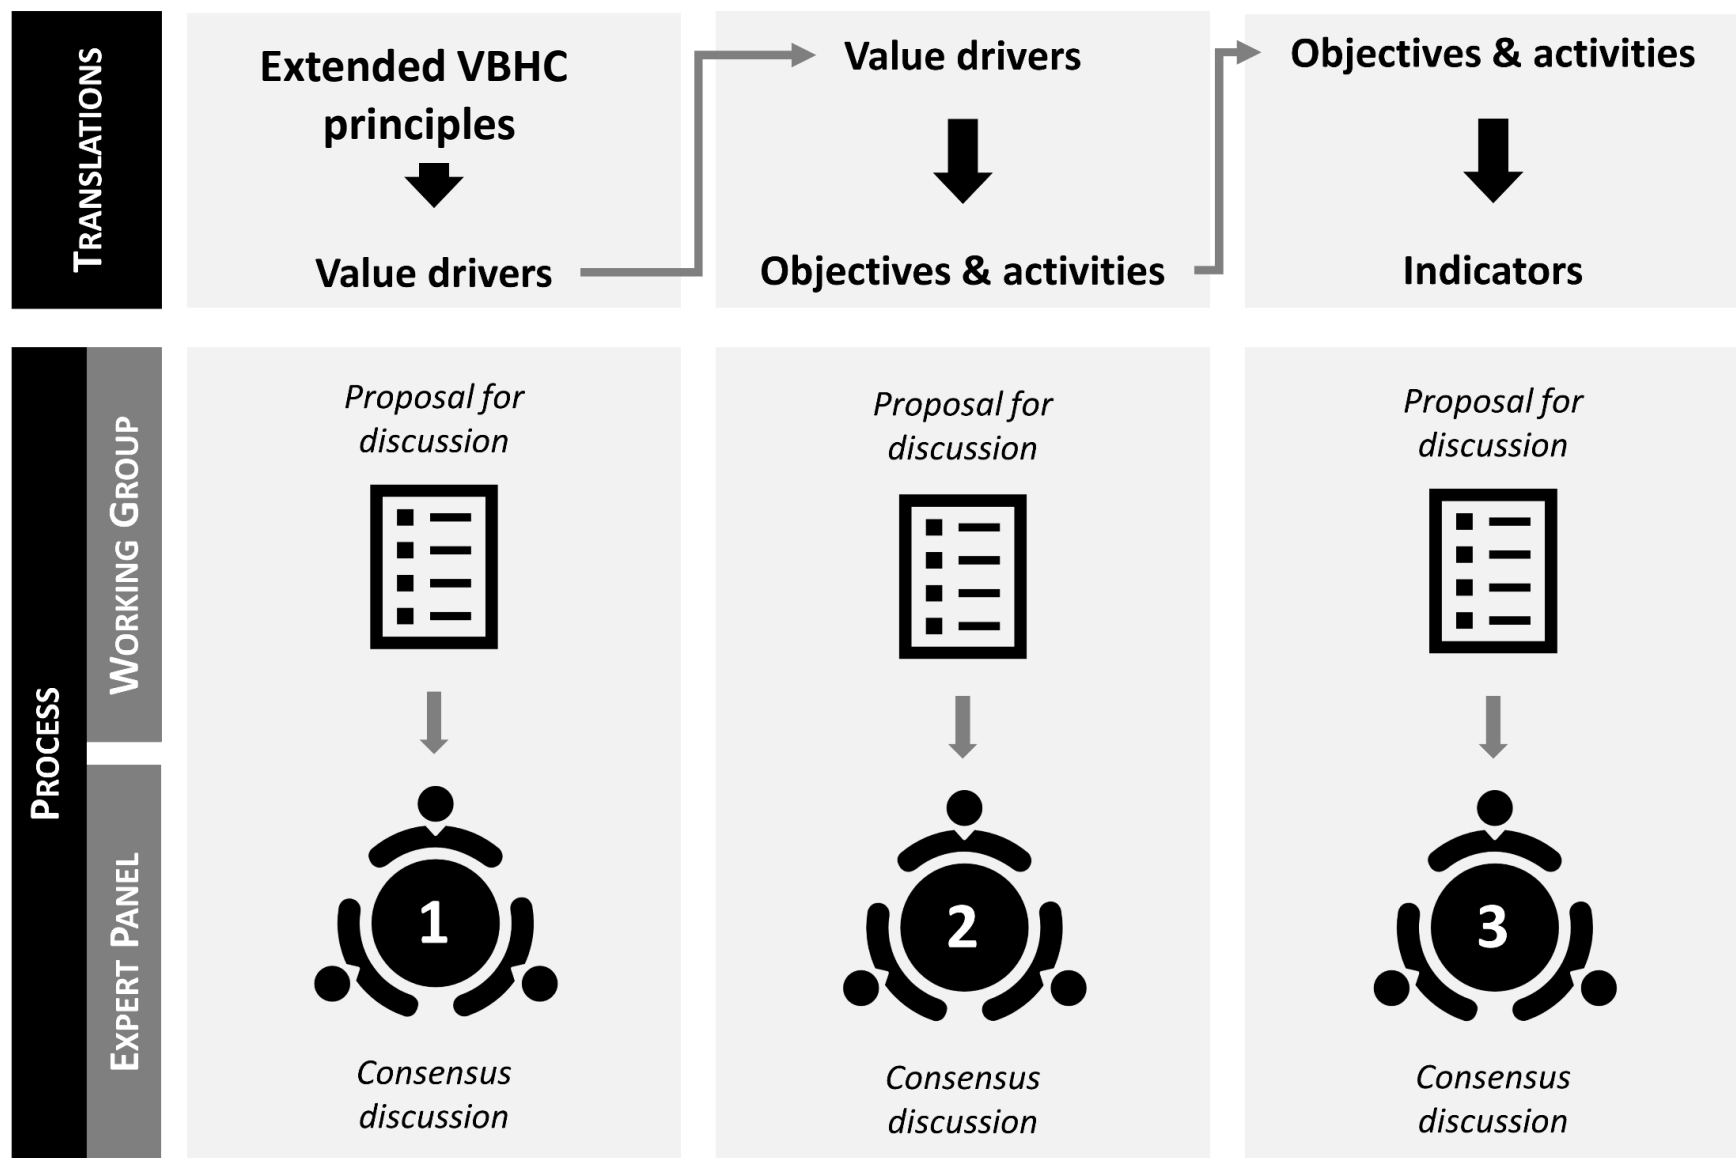 TRANSLATIONS
Extended VBHC
principles
Value drivers
Value drivers
Objectives & activities
Objectives & activities
Indicators
PROCESS
WORKING GROUP
Proposal for
discussion
Proposal for
discussion
Proposal for
discussion
EXPERT PANEL
1
2
3
Consensus
discussion
Consensus
discussion
Consensus
discussion